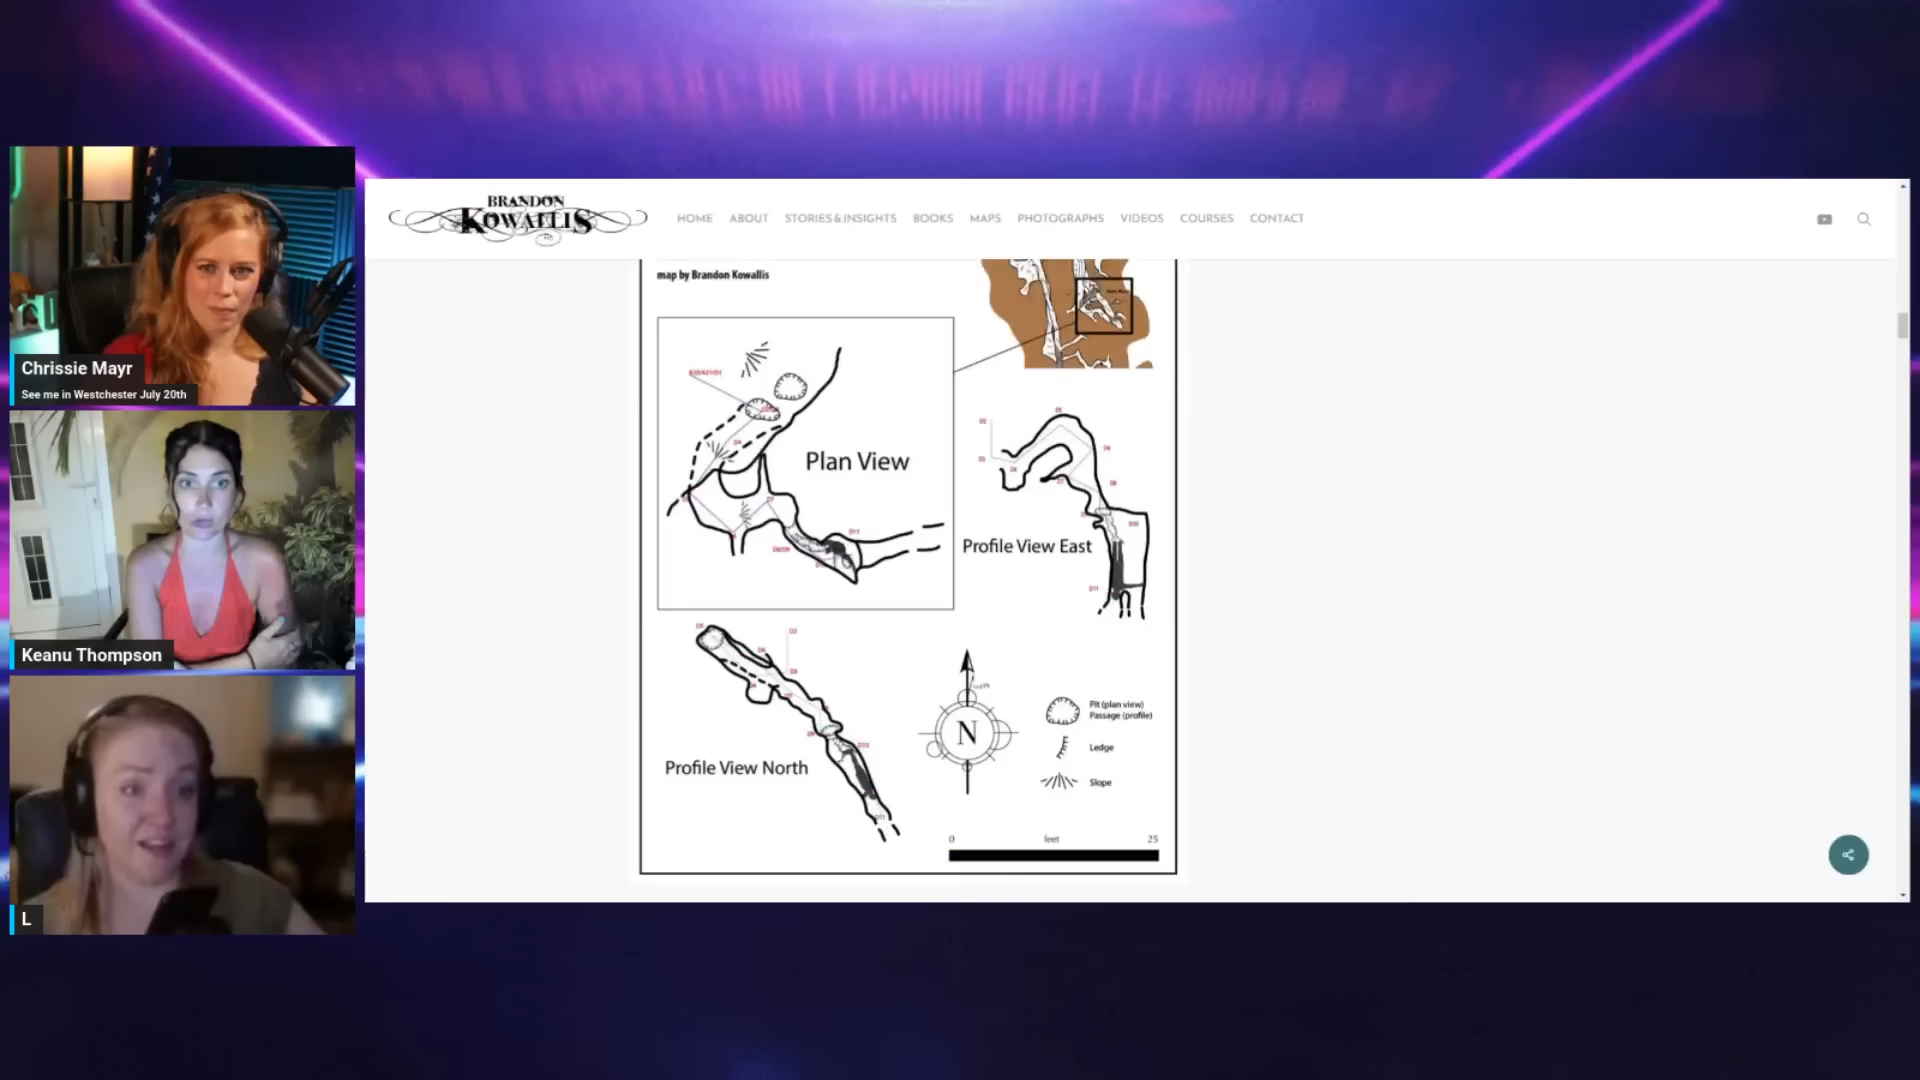 BRANDON
KOWALLIS
HOME ABOUT STORIES & INSIGHTS BOOKS MAPS PHOTOGRAPHS VIDEOS COURSES CONTACT
map by Brandon Kowallis
Plan View
Profile View East
Profile View North
N
Pit (plan view)
Passage (profile)
Ledge
Slope
0 feet 25
Chrissie Mayr
See me in Westchester July 20th
Keanu Thompson
L